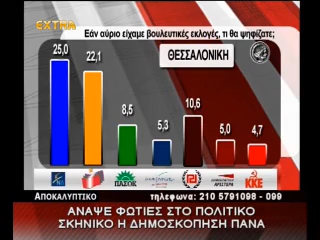 EXTRA
Εάν αύριο είχαμε βουλευτικές εκλογές, τι θα ψηφίζατε;
ΘΕΣΣΑΛΟΝΙΚΗ
25,0
22,1
8,5
5,3
10,6
5,0
4,7
ΠΑΣΟΚ
ΑΡΙΣΤΕΡΑ
ΚΚΕ
ΑΠΟΚΑΛΥΠΤΙΚΟ τηλεφωνα: 210 5791098 - 099
ΑΝΑΨΕ ΦΩΤΙΕΣ ΣΤΟ ΠΟΛΙΤΙΚΟ
ΣΚΗΝΙΚΟ Η ΔΗΜΟΣΚΟΠΗΣΗ ΠΑΝΑ